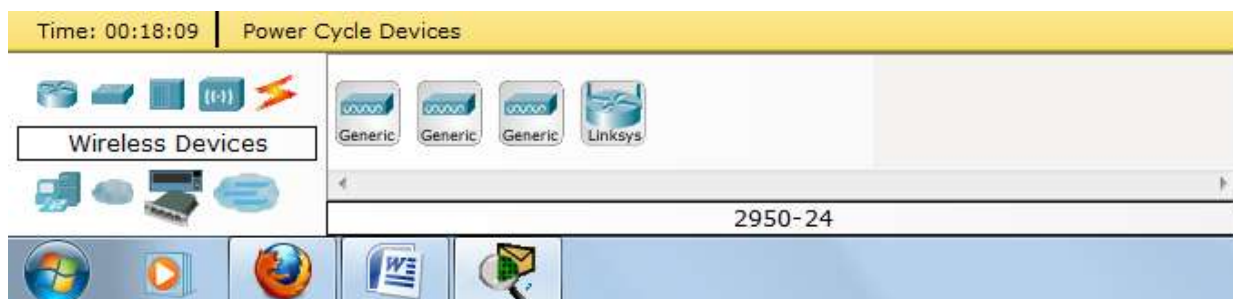 Time: 00:18:09 Power Cycle Devices
Generic Generic Generic Linksys
Wireless Devices
2950-24
W